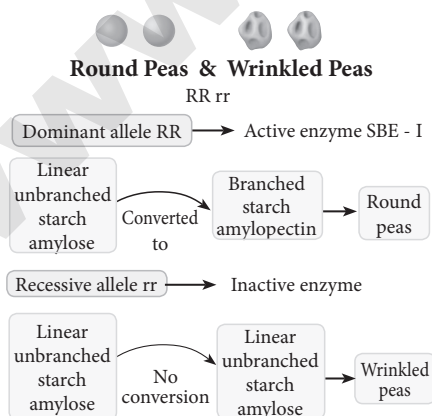 Round Peas & Wrinkled Peas
RR rr
Dominant allele RR
Active enzyme SBE - I
Linear
unbranched
starch
amylose
Converted
to
Branched
starch
amylopectin
Round
peas
Recessive allele rr
Inactive enzyme
Linear
unbranched
starch
amylose
No
conversion
Linear
unbranched
starch
amylose
Wrinkled
peas